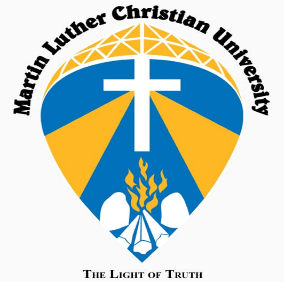 Martin Luther Christian University
THE LIGHT OF TRUTH